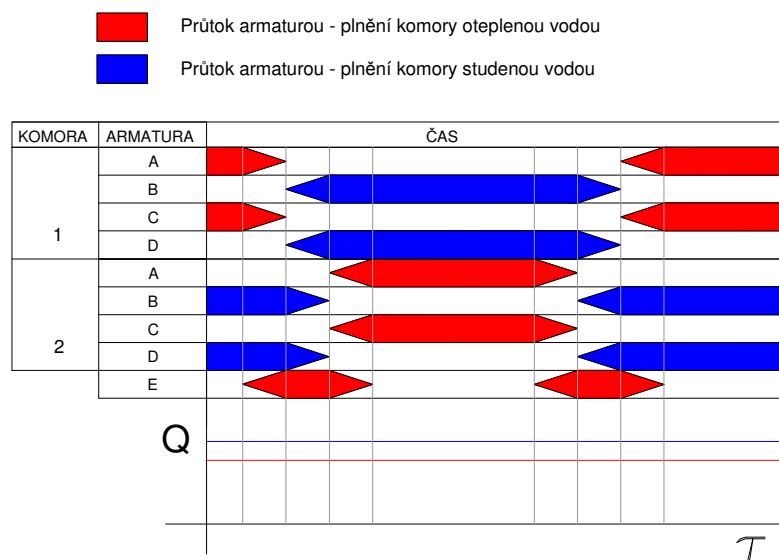 Průtok armaturou - plnění komory oteplenou vodou
Průtok armaturou - plnění komory studenou vodou
KOMORA ARMATURA ČAS
A
B
C
1
D
A
B
C
2
D
E
Q
τ